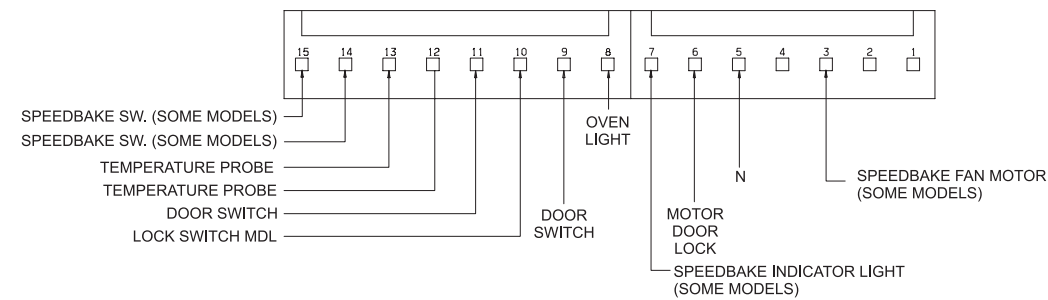 15 14 13 12 11 10 9 8 7 6 5 4 3 2 1
SPEEDBAKE SW. (SOME MODELS)
SPEEDBAKE SW. (SOME MODELS)
TEMPERATURE PROBE
TEMPERATURE PROBE
DOOR SWITCH
LOCK SWITCH MDL
DOOR
SWITCH
OVEN
LIGHT
MOTOR
DOOR
LOCK
N
SPEEDBAKE FAN MOTOR
(SOME MODELS)
SPEEDBAKE INDICATOR LIGHT
(SOME MODELS)